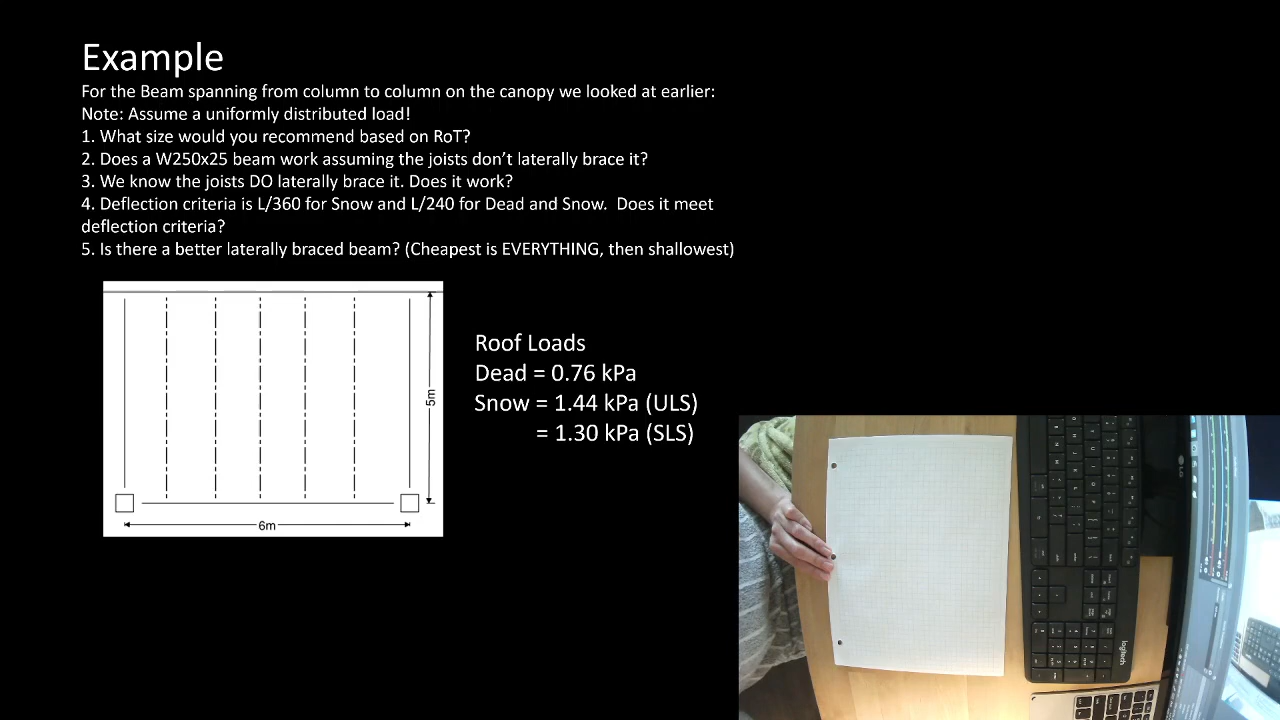 Example
For the Beam spanning from column to column on the canopy we looked at earlier:
Note: Assume a uniformly distributed load!
1. What size would you recommend based on RoT?
2. Does a W250x25 beam work assuming the joists don't laterally brace it?
3. We know the joists DO laterally brace it. Does it work?
4. Deflection criteria is L/360 for Snow and L/240 for Dead and Snow. Does it meet
deflection criteria?
5. Is there a better laterally braced beam? (Cheapest is EVERYTHING, then shallowest)
5m
6m
Roof Loads
Dead = 0.76 kPa
Snow = 1.44 kPa (ULS)
= 1.30 kPa (SLS)
LG
logitech